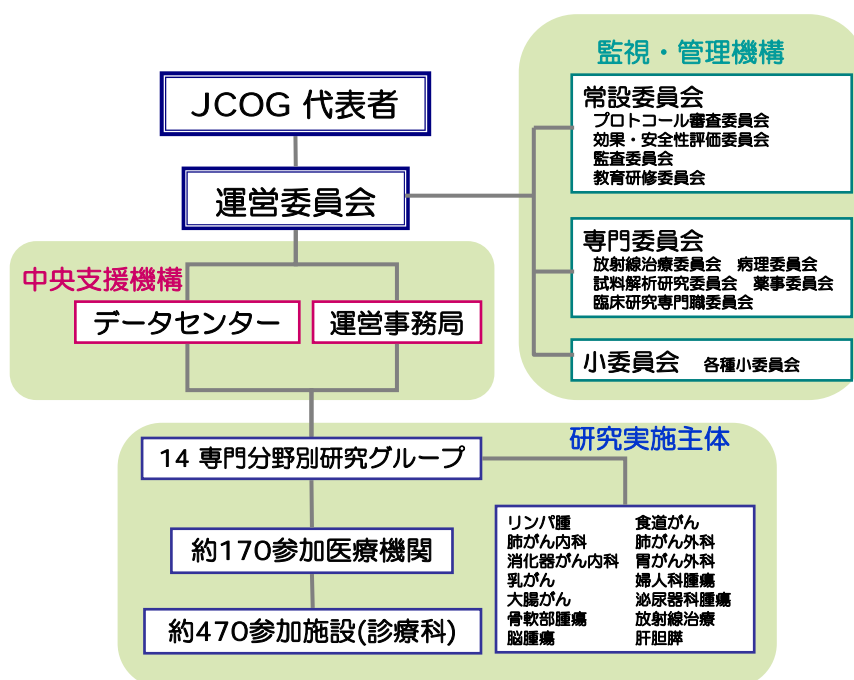 監視・管理機構
JCOG 代表者
常設委員会
プロトコール審査委員会
効果・安全性評価委員会
監査委員会
教育研修委員会
運営委員会
専門委員会
放射線治療委員会 病理委員会
試料解析研究委員会 薬事委員会
臨床研究専門職委員会
小委員会 各種小委員会
中央支援機構
データセンター
運営事務局
研究実施主体
14 専門分野別研究グループ
約170参加医療機関
約470参加施設(診療科)
リンパ腫 食道がん
肺がん内科 肺がん外科
消化器がん内科 胃がん外科
乳がん 婦人科腫瘍
大腸がん 泌尿器科腫瘍
骨軟部腫瘍 放射線治療
脳腫瘍 肝胆膵